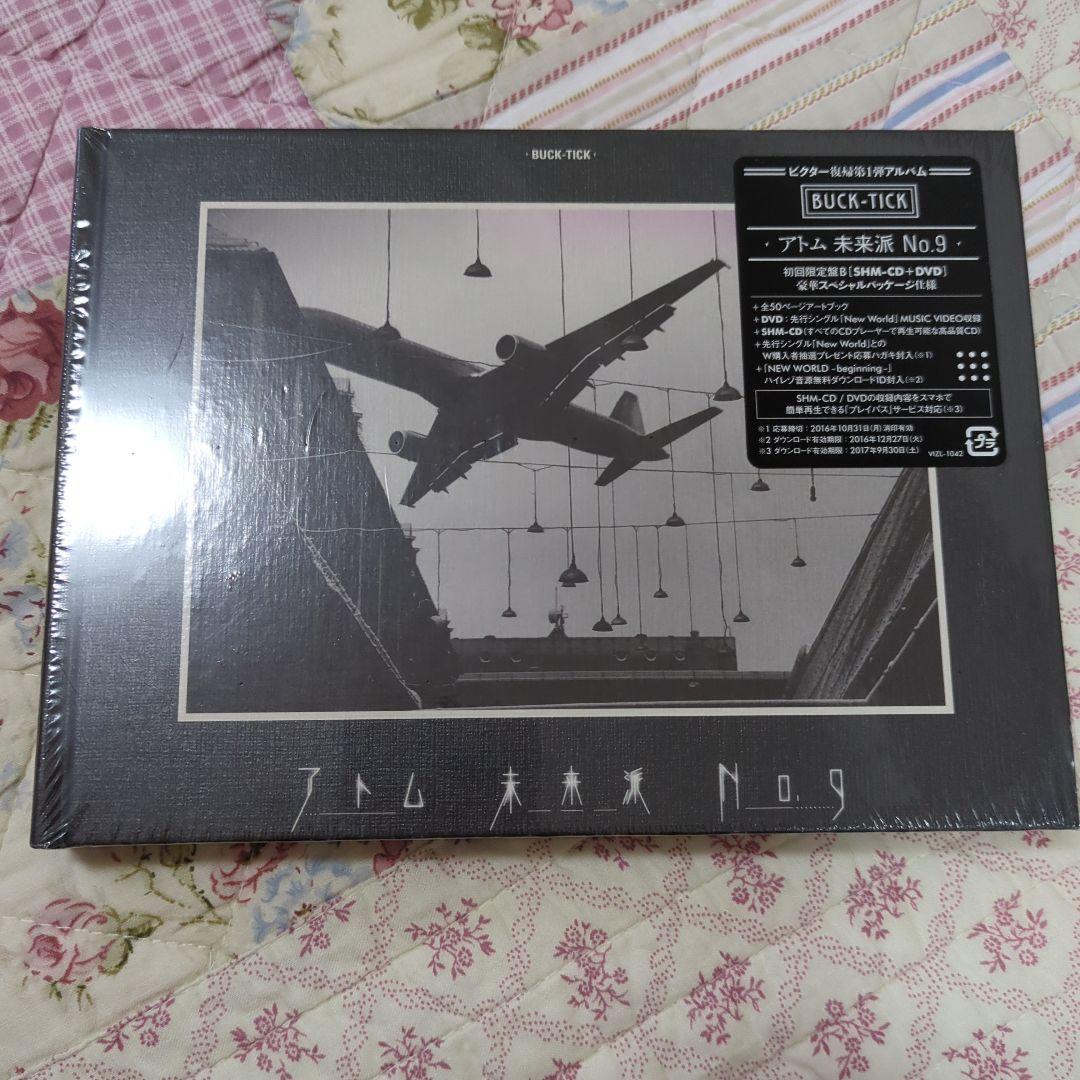 ・BUCK-TICK・
ビクター復帰第1弾アルバム
BUCK-TICK
・アトム 未来派 No.9・
初回限定盤B[SHM-CD+DVD]
豪華スペシャルパッケージ仕様
+全50ページアートブック
+DVD:先行シングル「New World」MUSIC VIDEO収録
+SHM-CD(すべてのCDプレーヤーで再生可能な高品質CD)
+先行シングル「New World」との
W購入者抽選プレゼント応募ハガキ封入(※1)
+「NEW WORLD -beginning-」
ハイレゾ音源無料ダウンロードID封入(※2)
SHM-CD / DVDの収録内容をスマホで
簡単再生できる「プレイパス」サービス対応(※3)
※1 応募締切:2016年10月31日(月)消印有効
※2 ダウンロード有効期限:2016年12月27日(火)
※3 ダウンロード有効期限:2017年9月30日(土)
プラ
VIZL-1042
アトム 未来派 No.9